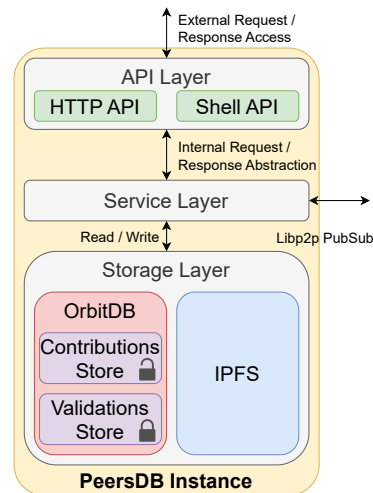 External Request /
Response Access
API Layer
HTTP API
Shell API
Internal Request /
Response Abstraction
Service Layer
Libp2p PubSub
Read / Write
Storage Layer
OrbitDB
Contributions
Store
Validations
Store
IPFS
PeersDB Instance